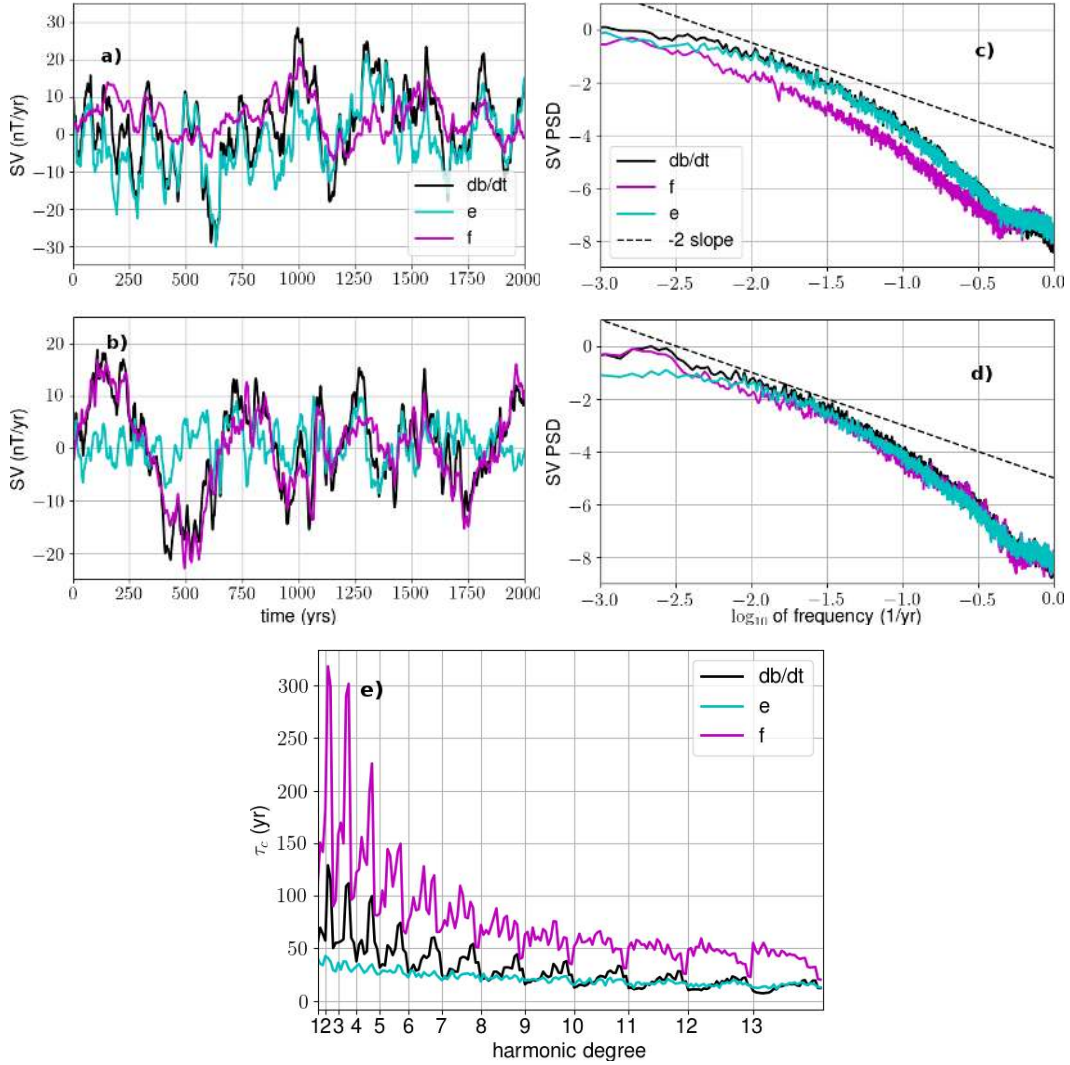 30
20
10
0
−10
−20
−30
SV (nT/yr)
a)
db/dt
e
f
0 250 500 750 1000 1250 1500 1750 2000
0
−2
−4
−6
−8
SV PSD
c)
db/dt
f
e
-2 slope
−3.0 −2.5 −2.0 −1.5 −1.0 −0.5 0.0
20
10
0
−10
−20
SV (nT/yr)
b)
0 250 500 750 1000 1250 1500 1750 2000
time (yrs)
0
−2
−4
−6
−8
SV PSD
d)
−3.0 −2.5 −2.0 −1.5 −1.0 −0.5 0.0
log₁₀ of frequency (1/yr)
300
250
200
150
100
50
0
τc (yr)
e)
db/dt
e
f
1 2 3 4 5 6 7 8 9 10 11 12 13
harmonic degree